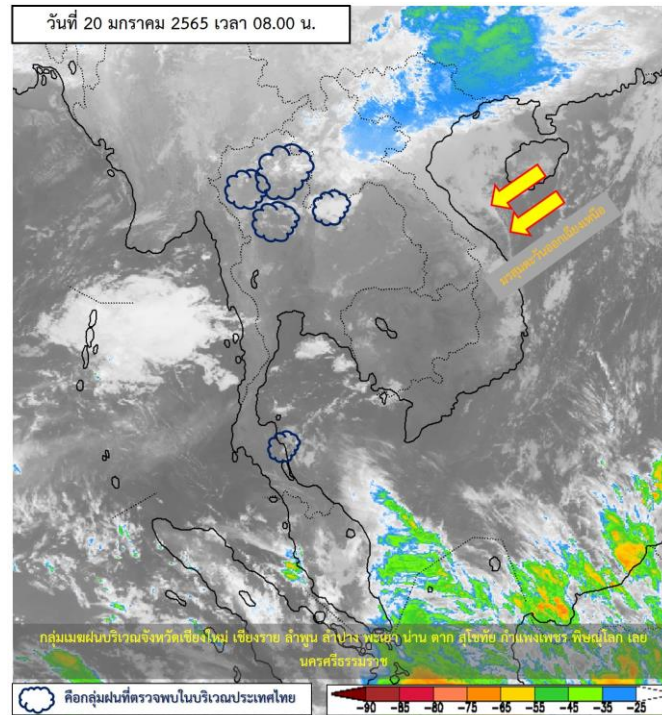 วันที่ 20 มกราคม 2565 เวลา 08.00 น.
มรสุมตะวันออกเฉียงเหนือ
กลุ่มเมฆฝนบริเวณจังหวัดเชียงใหม่ เชียงราย ลำพูน ลำปาง พะเยา น่าน ตาก สุโขทัย กำแพงเพชร พิษณุโลก เลย
นครศรีธรรมราช
คือกลุ่มฝนที่ตรวจพบในบริเวณประเทศไทย
-90 -85 -80 -75 -65 -55 -45 -35 -25